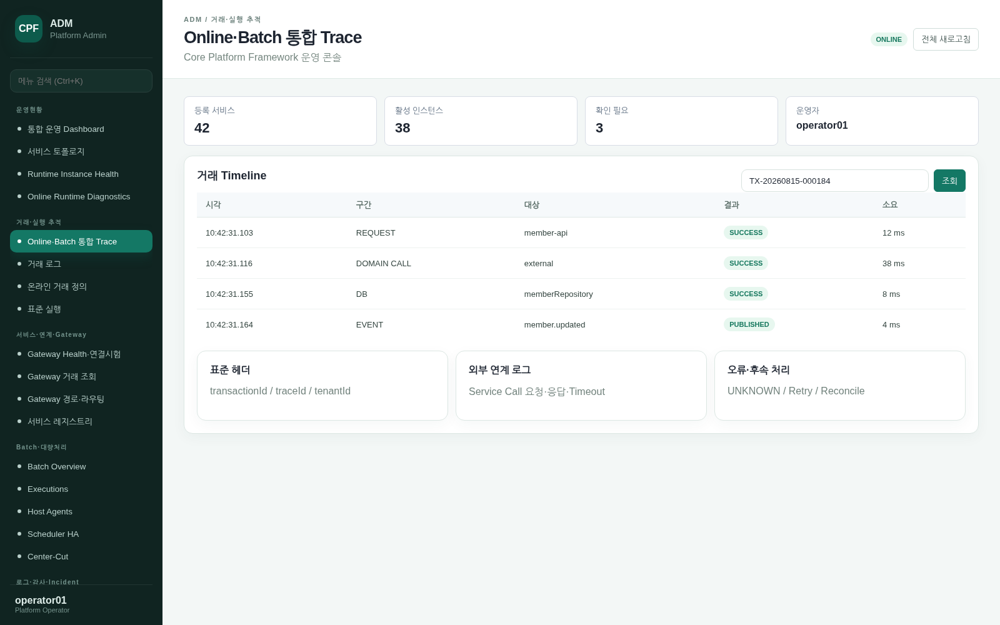 CPF
ADM
Platform Admin
메뉴 검색 (Ctrl+K)
운영현황
통합 운영 Dashboard
서비스 토폴로지
Runtime Instance Health
Online Runtime Diagnostics
거래·실행 추적
Online·Batch 통합 Trace
거래 로그
온라인 거래 정의
표준 실행
서비스·연계·Gateway
Gateway Health·연결시험
Gateway 거래 조회
Gateway 경로·라우팅
서비스 레지스트리
Batch·대량처리
Batch Overview
Executions
Host Agents
Scheduler HA
Center-Cut
로그·감사·Incident
operator01
Platform Operator
ADM / 거래·실행 추적
Online·Batch 통합 Trace
Core Platform Framework 운영 콘솔
ONLINE
전체 새로고침
등록 서비스
42
활성 인스턴스
38
확인 필요
3
운영자
operator01
거래 Timeline
TX-20260815-000184
조회
시각 구간 대상 결과 소요
10:42:31.103 REQUEST member-api SUCCESS 12 ms
10:42:31.116 DOMAIN CALL external SUCCESS 38 ms
10:42:31.155 DB memberRepository SUCCESS 8 ms
10:42:31.164 EVENT member.updated PUBLISHED 4 ms
표준 헤더
transactionId / traceId / tenantId
외부 연계 로그
Service Call 요청·응답·Timeout
오류·후속 처리
UNKNOWN / Retry / Reconcile